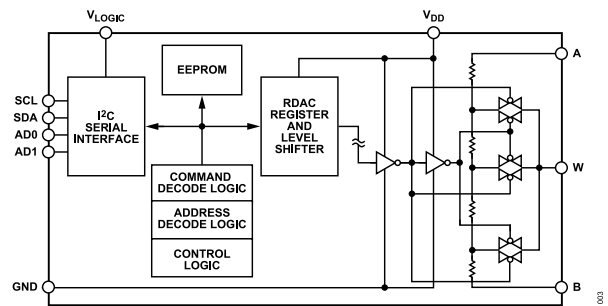 VLOGIC
VDD
A
EEPROM
RDAC
REGISTER
AND
LEVEL
SHIFTER
SCL
SDA
AD0
AD1
I2C
SERIAL
INTERFACE
W
COMMAND
DECODE LOGIC
ADDRESS
DECODE LOGIC
CONTROL
LOGIC
GND
B
003